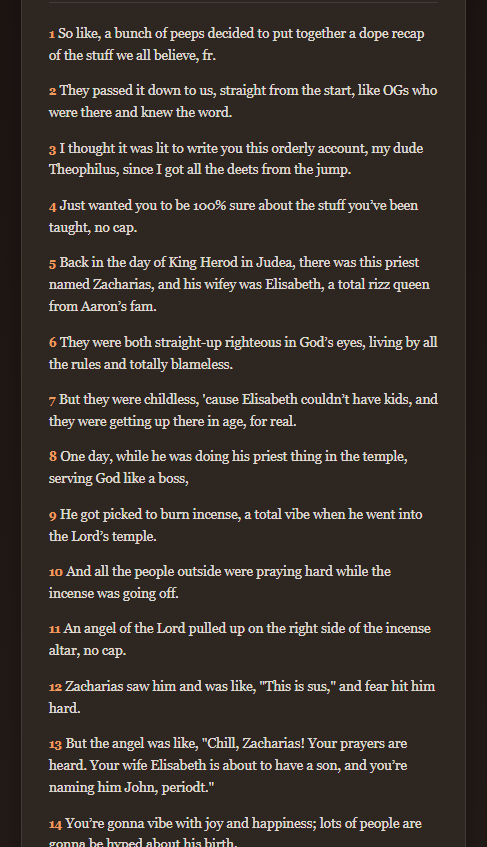 1 So like, a bunch of peeps decided to put together a dope recap
of the stuff we all believe, fr.
2 They passed it down to us, straight from the start, like OGs who
were there and knew the word.
3 I thought it was lit to write you this orderly account, my dude
Theophilus, since I got all the deets from the jump.
4 Just wanted you to be 100% sure about the stuff you’ve been
taught, no cap.
5 Back in the day of King Herod in Judea, there was this priest
named Zacharias, and his wifey was Elisabeth, a total rizz queen
from Aaron’s fam.
6 They were both straight-up righteous in God’s eyes, living by all
the rules and totally blameless.
7 But they were childless, 'cause Elisabeth couldn’t have kids, and
they were getting up there in age, for real.
8 One day, while he was doing his priest thing in the temple,
serving God like a boss,
9 He got picked to burn incense, a total vibe when he went into
the Lord’s temple.
10 And all the people outside were praying hard while the
incense was going off.
11 An angel of the Lord pulled up on the right side of the incense
altar, no cap.
12 Zacharias saw him and was like, "This is sus," and fear hit him
hard.
13 But the angel was like, "Chill, Zacharias! Your prayers are
heard. Your wife Elisabeth is about to have a son, and you’re
naming him John, periodt."
14 You’re gonna vibe with joy and happiness; lots of people are
gonna be hyped about his birth.